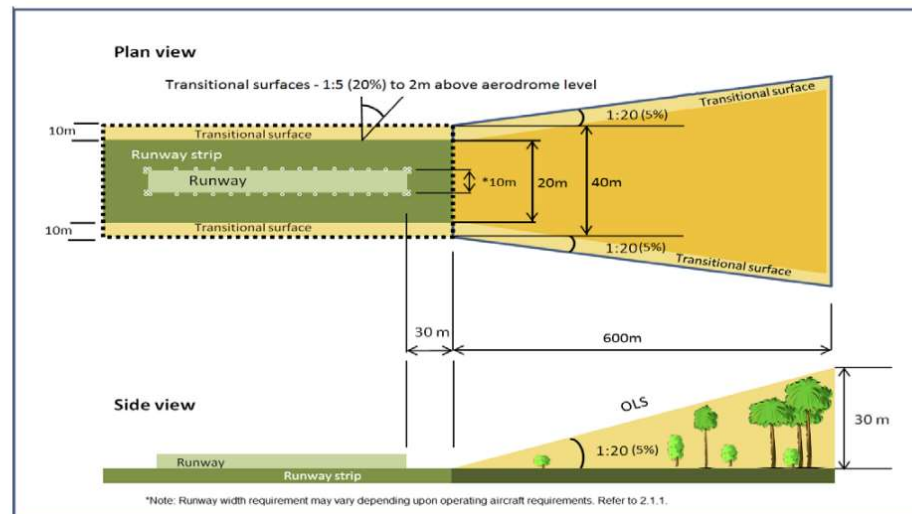 Plan view
Transitional surfaces - 1:5 (20%) to 2m above aerodrome level
10m
Transitional surface
Runway strip
Runway
*10m
20m
40m
1:20 (5%)
Transitional surface
10m
Transitional surface
1:20 (5%)
Transitional surface
30 m
600m
Side view
OLS
30 m
1:20 (5%)
Runway
Runway strip
*Note: Runway width requirement may vary depending upon operating aircraft requirements. Refer to 2.1.1.